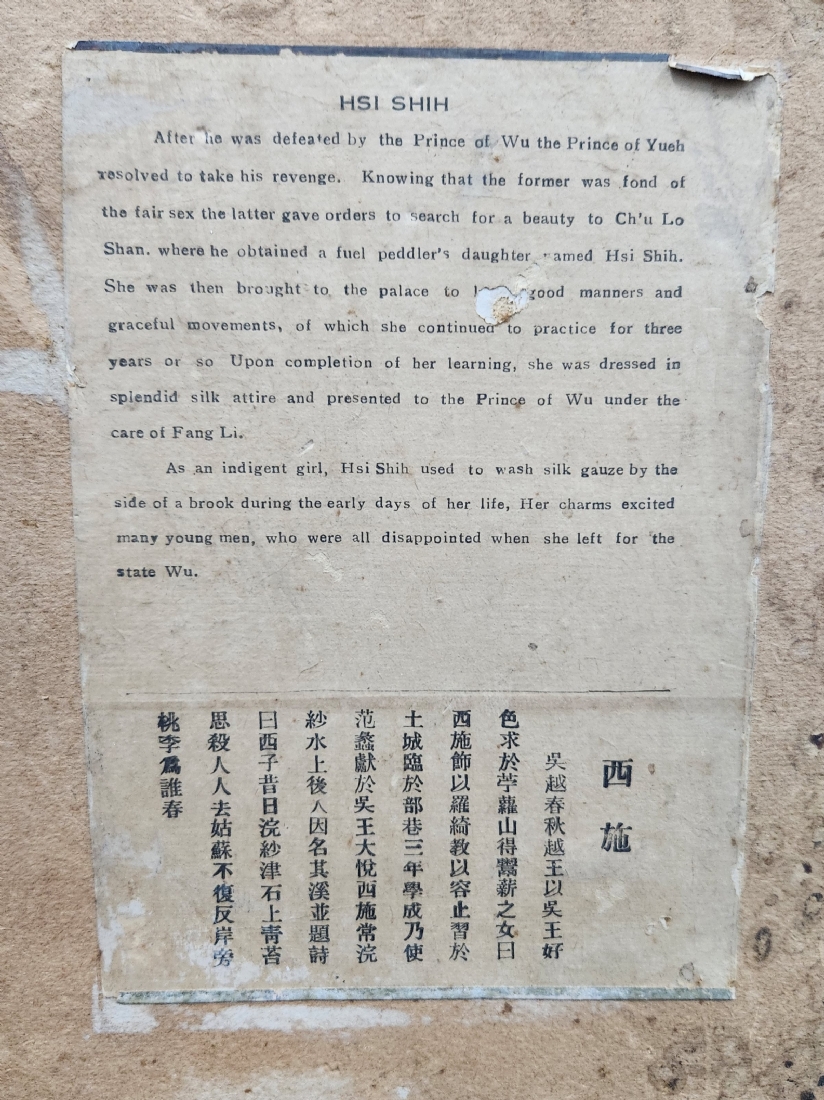 HSI SHIH
After he was defeated by the Prince of Wu the Prince of Yueh
resolved to take his revenge. Knowing that the former was fond of
the fair sex the latter gave orders to search for a beauty to Ch'u Lo
Shan. where he obtained a fuel peddler's daughter named Hsi Shih.
She was then brought to the palace to good manners and
graceful movements, of which she continued to practice for three
years or so Upon completion of her learning, she was dressed in
splendid silk attire and presented to the Prince of Wu under the
care of Fang Li.
As an indigent girl, Hsi Shih used to wash silk gauze by the
side of a brook during the early days of her life, Her charms excited
many young men, who were all disappointed when she left for the
state Wu.
西施
吳越春秋越王以吳王好
色求於苧蘿山得鬻薪之女曰
西施飾以羅綺教以容止習於
土城臨於部巷三年學成乃使
范蠡獻於吳王大悅西施常浣
紗水上後人因名其溪並題詩
曰西子昔日浣紗津石上靑苔
思殺人人去姑蘇不復反岸旁
桃李爲誰春